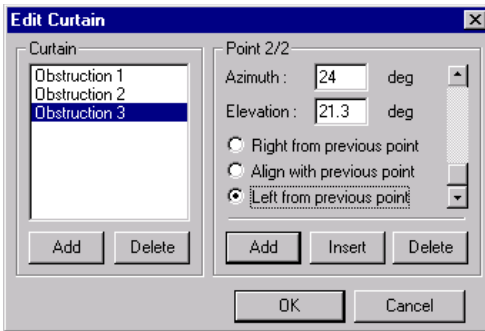 Edit Curtain
Curtain
Obstruction 1
Obstruction 2
Obstruction 3
Add Delete
Point 2/2
Azimuth : 24 deg
Elevation : 21.3 deg
Right from previous point
Align with previous point
Left from previous point
Add Insert Delete
OK Cancel